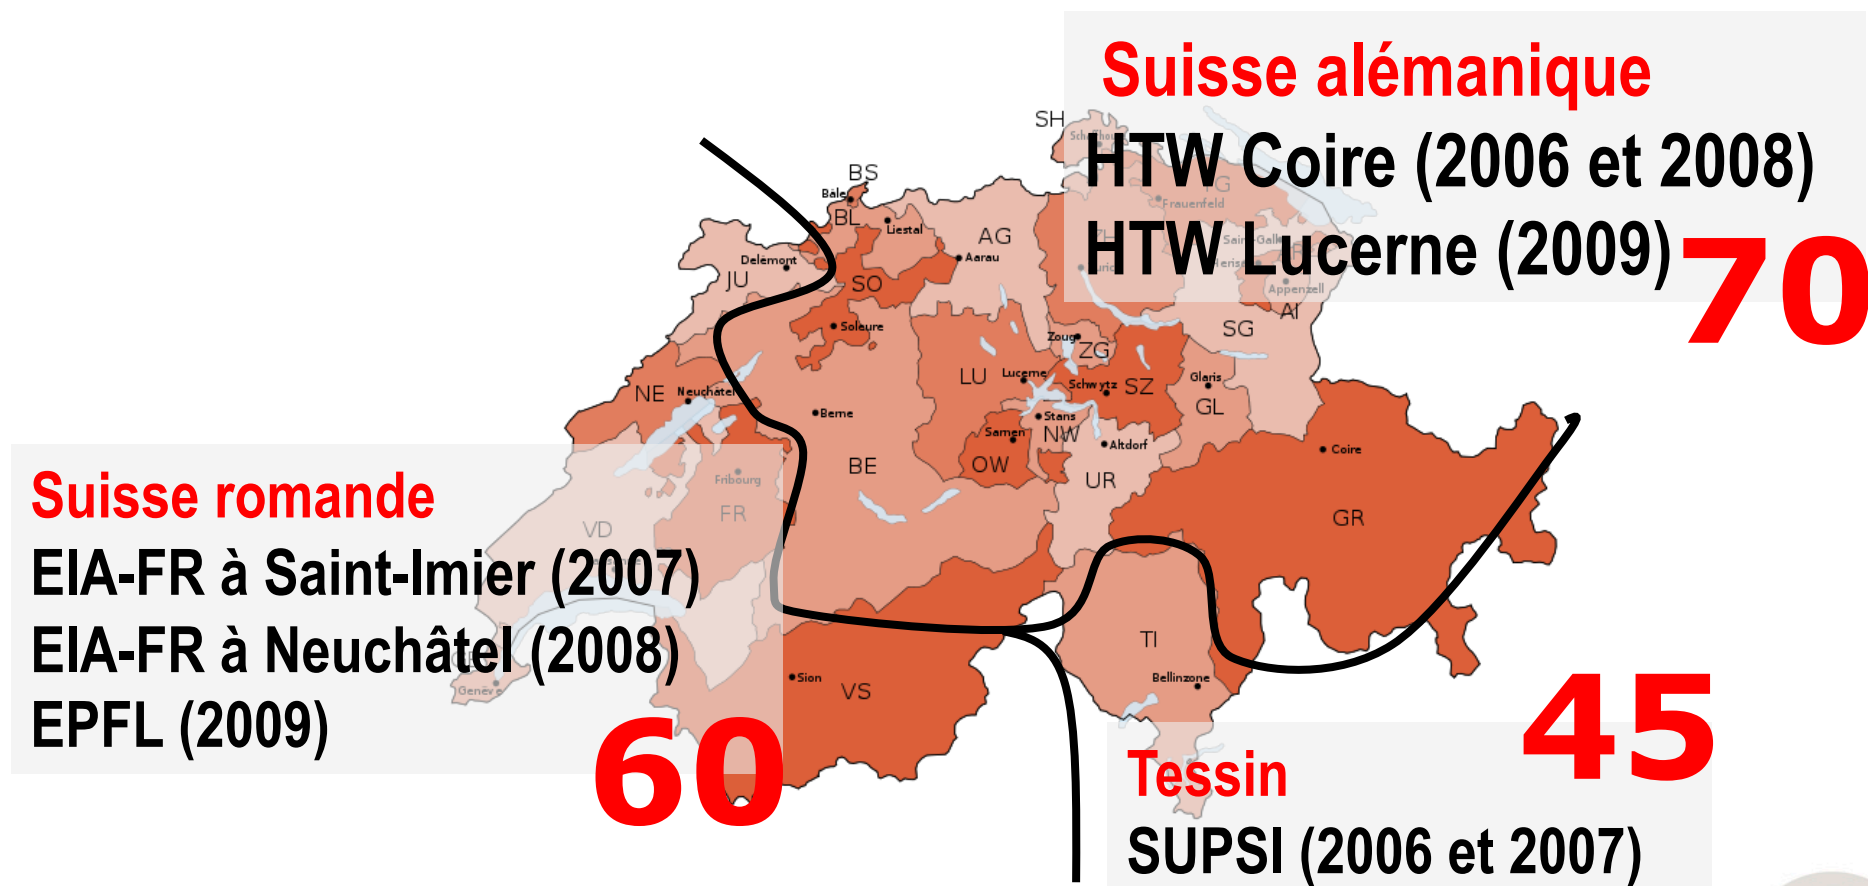 Suisse alémanique
HTW Coire (2006 et 2008)
HTW Lucerne (2009)
70
SH
BS
Bâle
BL
Liestal
AG
Aarau
TG
Frauenfeld
Delémont
JU
SO
Soleure
Appenzell
AI
SG
Zoug
ZG
LU
Lucerne
Schwytz
SZ
Glaris
GL
NE
Neuchâtel
Berne
BE
Stans
NW
Sarnen
OW
Altdorf
UR
Coire
GR
Suisse romande
EIA-FR à Saint-Imier (2007)
EIA-FR à Neuchâtel (2008)
EPFL (2009)
60
Fribourg
FR
VD
Genève
Sion
VS
TI
Bellinzone
45
Tessin
SUPSI (2006 et 2007)